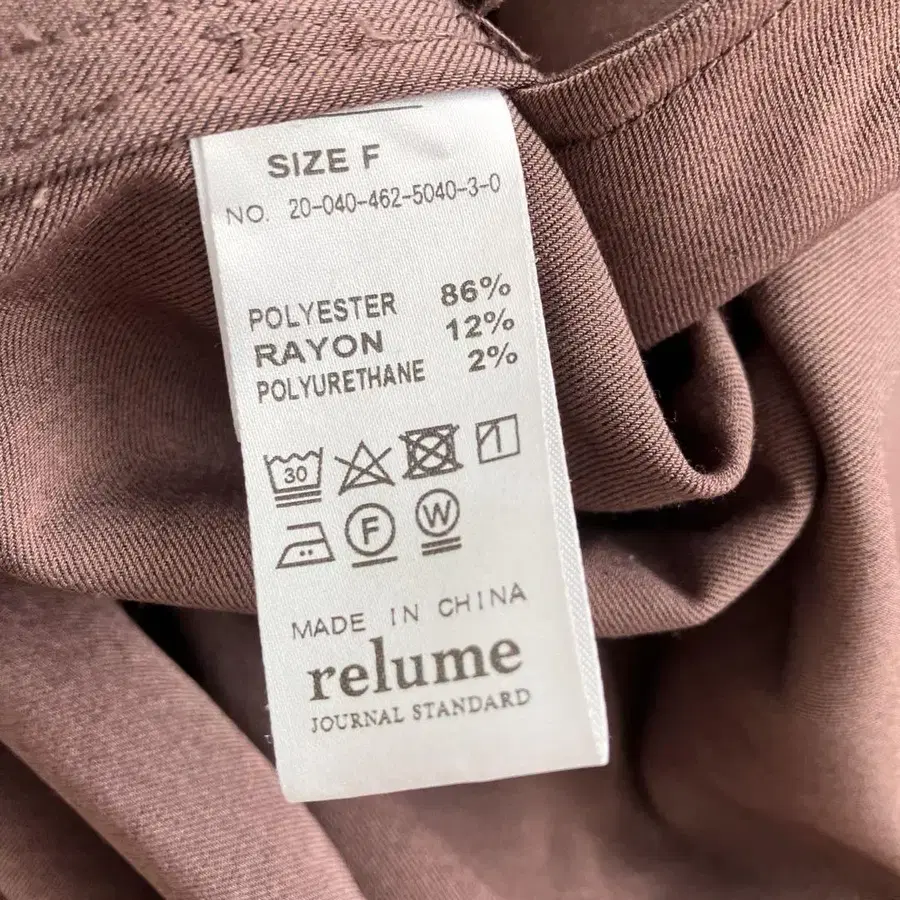 SIZE F
NO. 20-040-462-5040-3-0
POLYESTER 86%
RAYON 12%
POLYURETHANE 2%
30
F W
MADE IN CHINA
relume
JOURNAL STANDARD